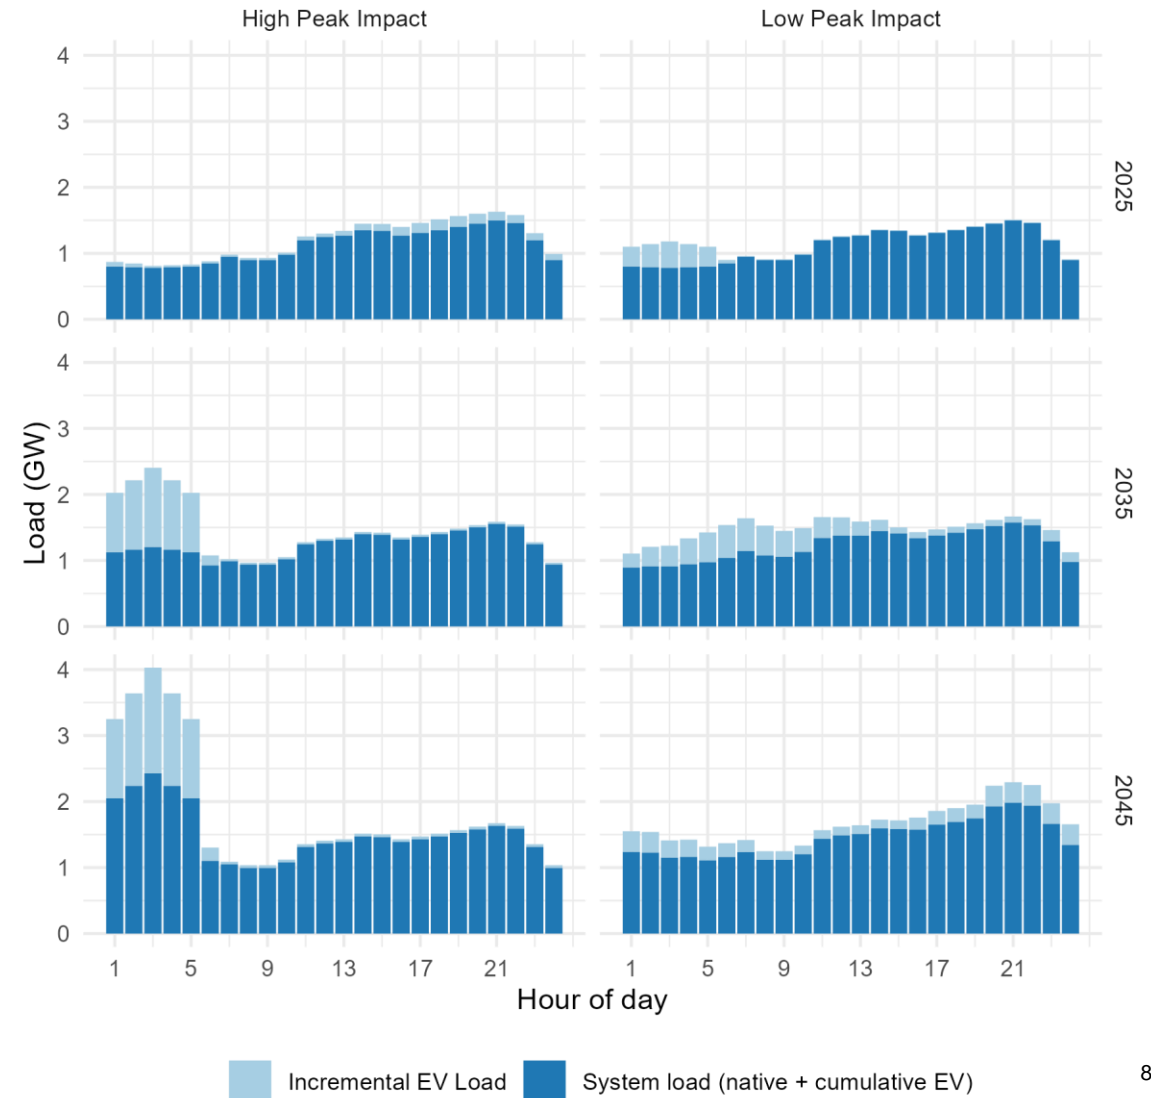 High Peak Impact
Low Peak Impact
4
3
2
1
0
2025
4
3
2
1
0
2035
Load (GW)
4
3
2
1
0
2045
1 5 9 13 17 21
1 5 9 13 17 21
Hour of day
Incremental EV Load
System load (native + cumulative EV)
8